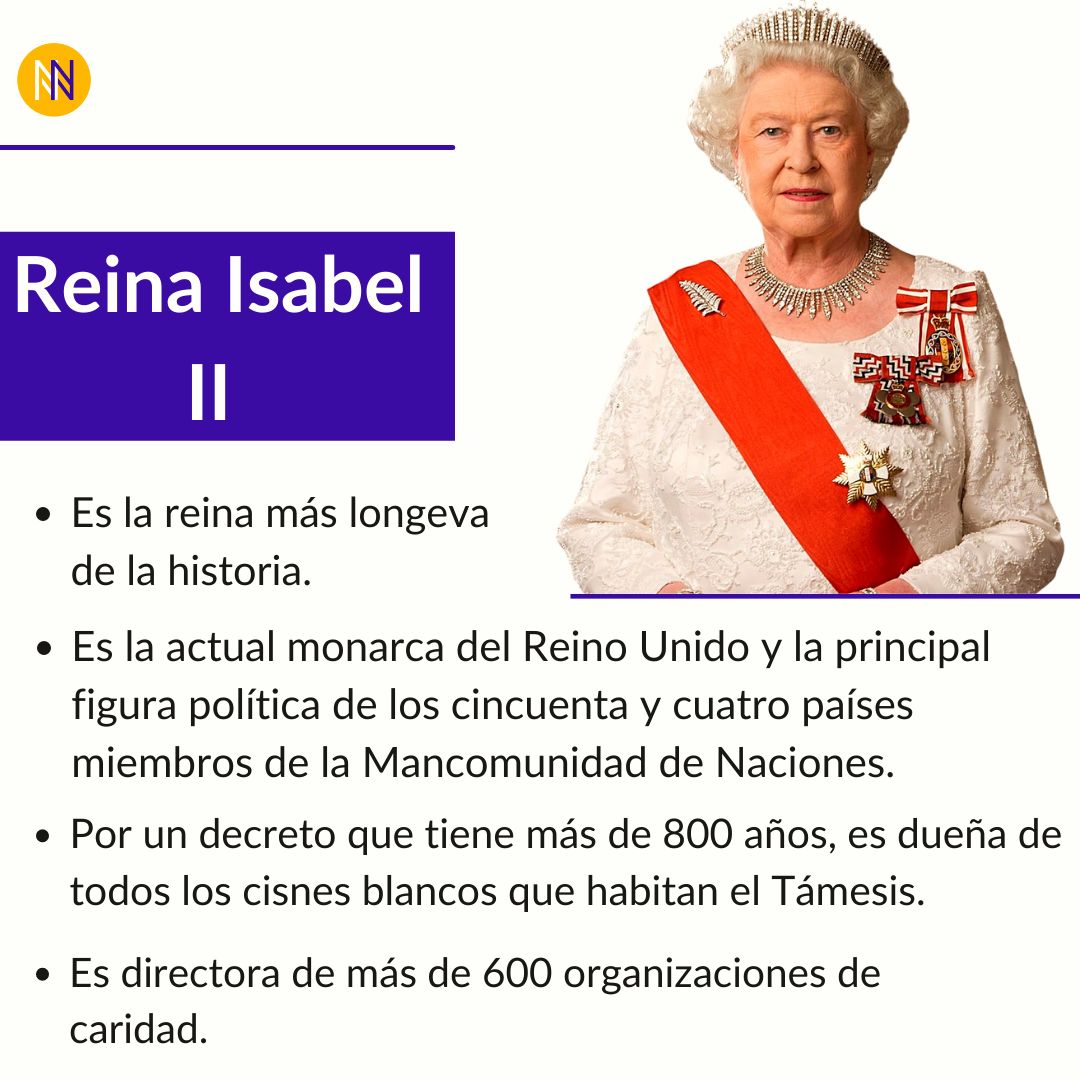 NN
Reina Isabel
II
Es la reina más longeva
de la historia.
Es la actual monarca del Reino Unido y la principal
figura política de los cincuenta y cuatro países
miembros de la Mancomunidad de Naciones.
Por un decreto que tiene más de 800 años, es dueña de
todos los cisnes blancos que habitan el Támesis.
Es directora de más de 600 organizaciones de
caridad.